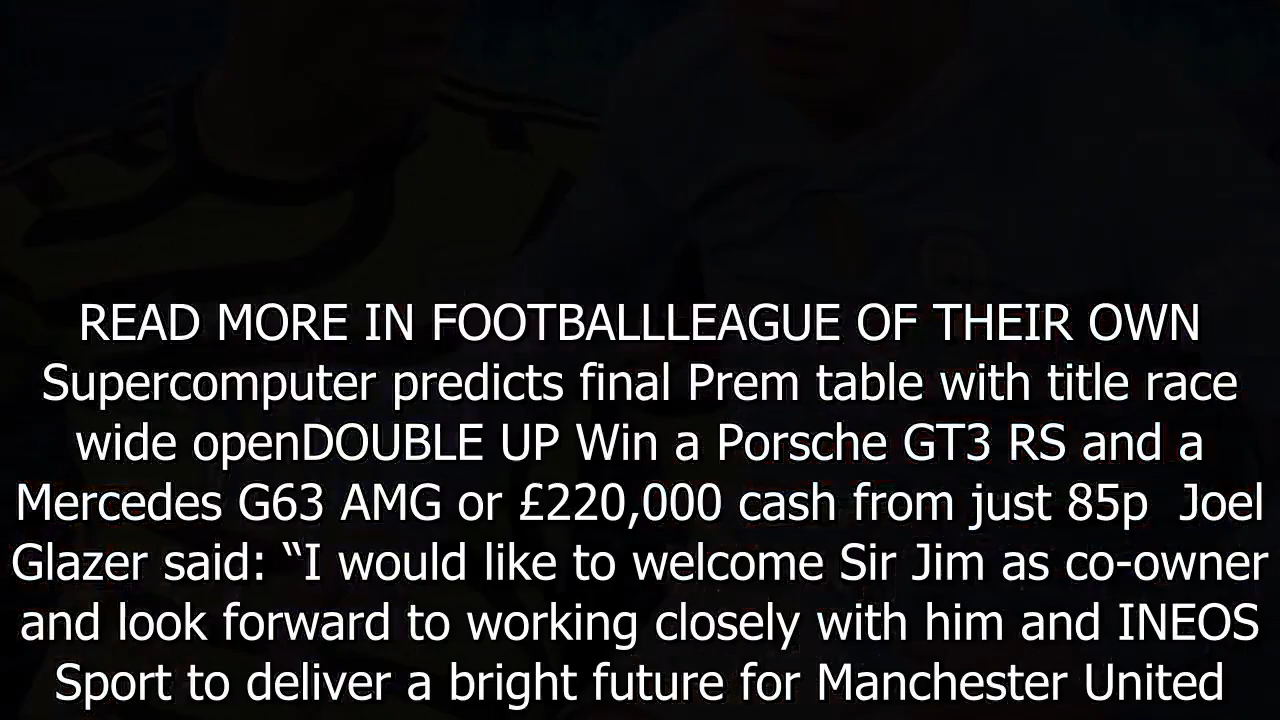 READ MORE IN FOOTBALLLEAGUE OF THEIR OWN
Supercomputer predicts final Prem table with title race
wide openDOUBLE UP Win a Porsche GT3 RS and a
Mercedes G63 AMG or £220,000 cash from just 85p  Joel
Glazer said: “I would like to welcome Sir Jim as co-owner
and look forward to working closely with him and INEOS
Sport to deliver a bright future for Manchester United